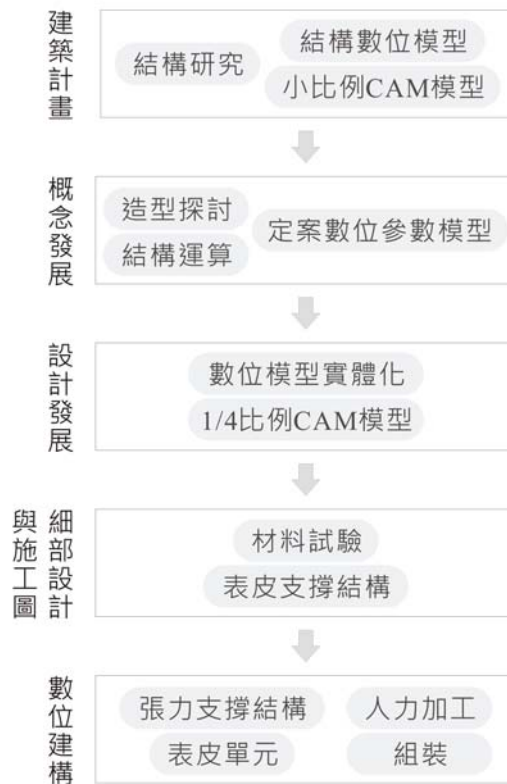 建築計畫
結構研究
結構數位模型
小比例CAM模型
概念發展
造型探討
結構運算
定案數位參數模型
設計發展
數位模型實體化
1/4比例CAM模型
細部設計
與施工圖
材料試驗
表皮支撐結構
數位建構
張力支撐結構
表皮單元
人力加工
組裝